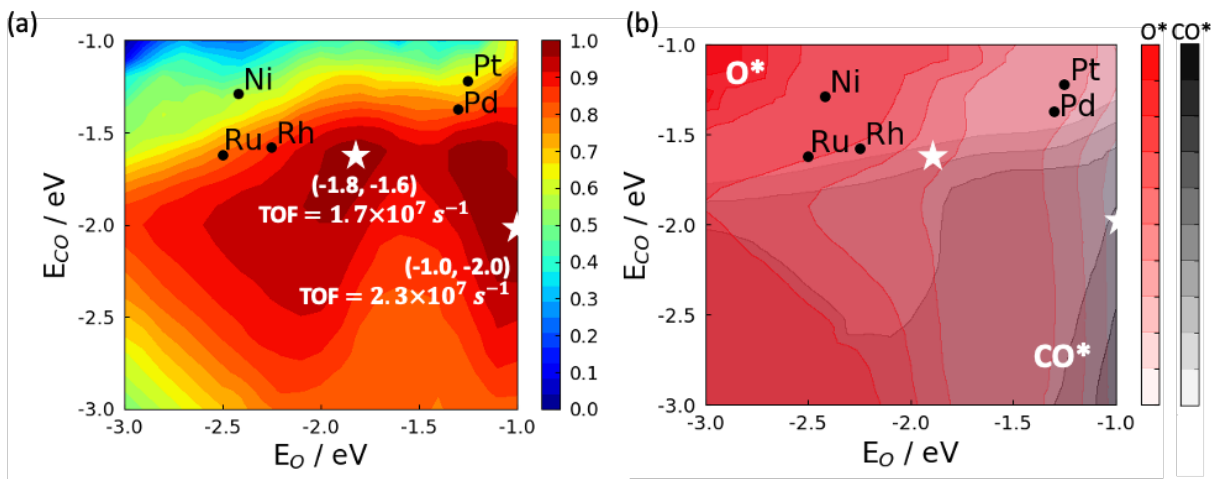 (a)
-1.0
-1.5
-2.0
-2.5
-3.0
E_CO / eV
Ni
Pt
Pd
Ru
Rh
(-1.8, -1.6)
TOF = 1.7×10⁷ s⁻¹
(-1.0, -2.0)
TOF = 2.3×10⁷ s⁻¹
-3.0 -2.5 -2.0 -1.5 -1.0
E_O / eV
1.0
0.9
0.8
0.7
0.6
0.5
0.4
0.3
0.2
0.1
0.0
(b)
O* CO*
-1.0
-1.5
-2.0
-2.5
-3.0
E_CO / eV
O*
Ni
Pt
Pd
Ru
Rh
CO*
-3.0 -2.5 -2.0 -1.5 -1.0
E_O / eV